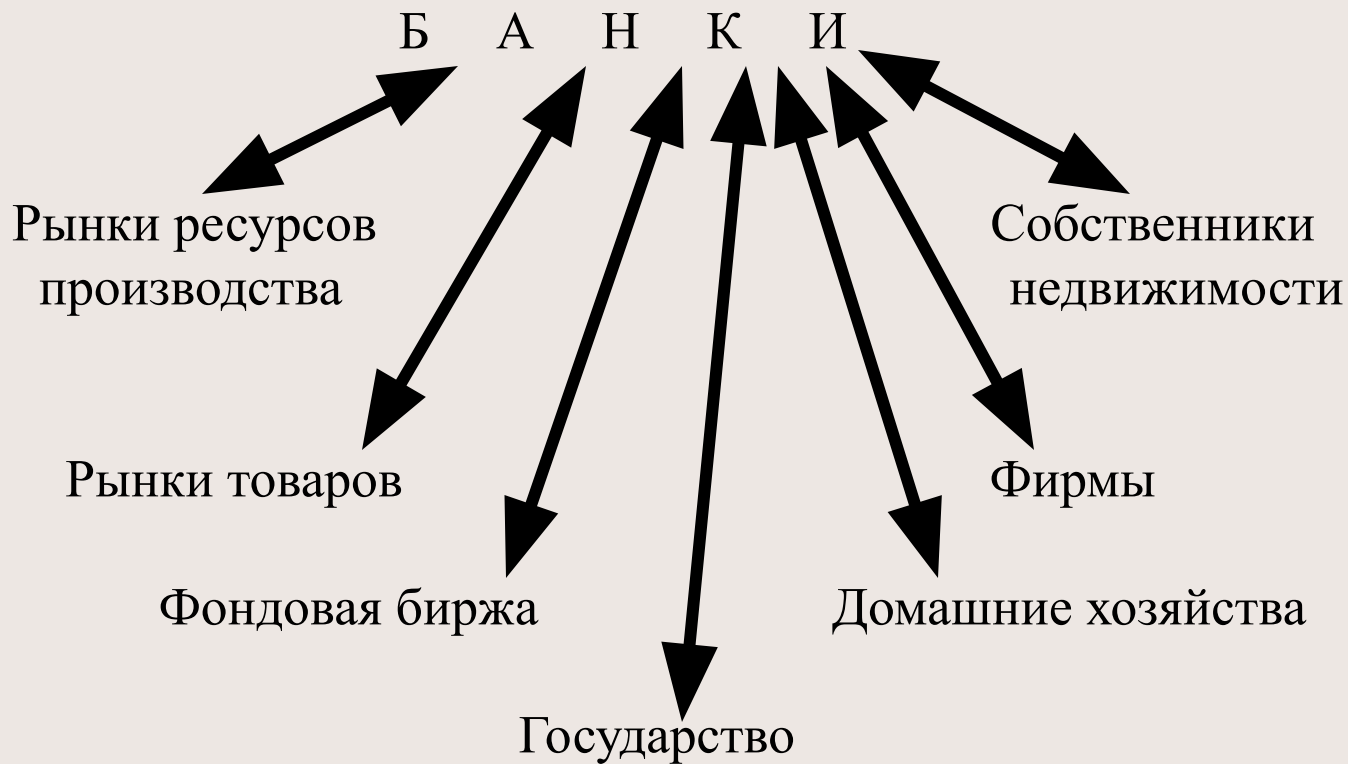 Б А Н К И
Рынки ресурсов
производства
Собственники
недвижимости
Рынки товаров
Фирмы
Фондовая биржа
Домашние хозяйства
Государство